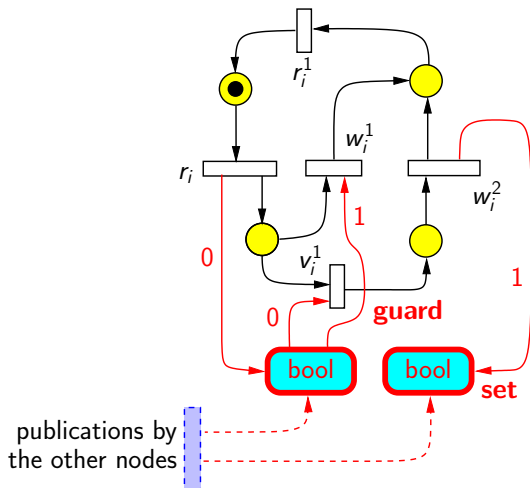 r_i^1
w_i^1
r_i
w_i^2
1
0
v_i^1
1
0
guard
bool
bool
set
publications by
the other nodes